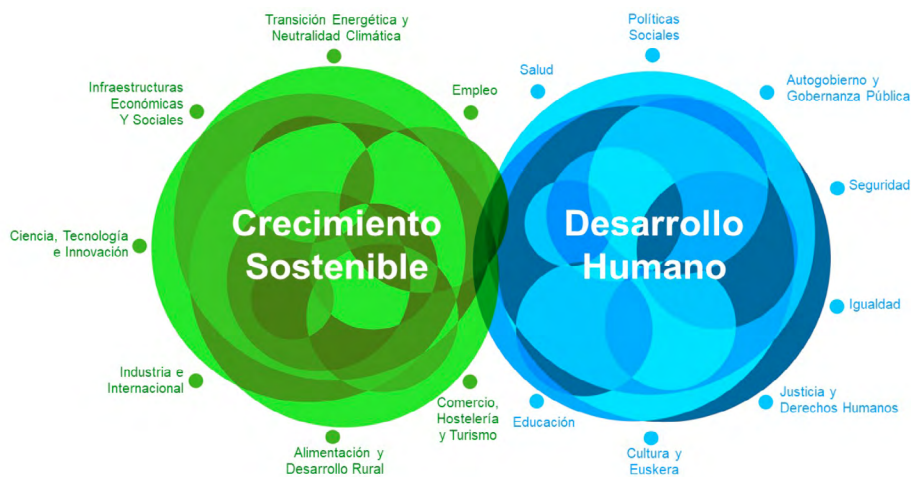 Transición Energética y
Neutralidad Climática
Infraestructuras
Económicas
Y Sociales
Empleo
Ciencia, Tecnología
e Innovación
Crecimiento
Sostenible
Industria e
Internacional
Comercio,
Hostelería
y Turismo
Alimentación y
Desarrollo Rural
Políticas
Sociales
Salud
Autogobierno y
Gobernanza Pública
Seguridad
Desarrollo
Humano
Igualdad
Justicia y
Derechos Humanos
Educación
Cultura y
Euskera